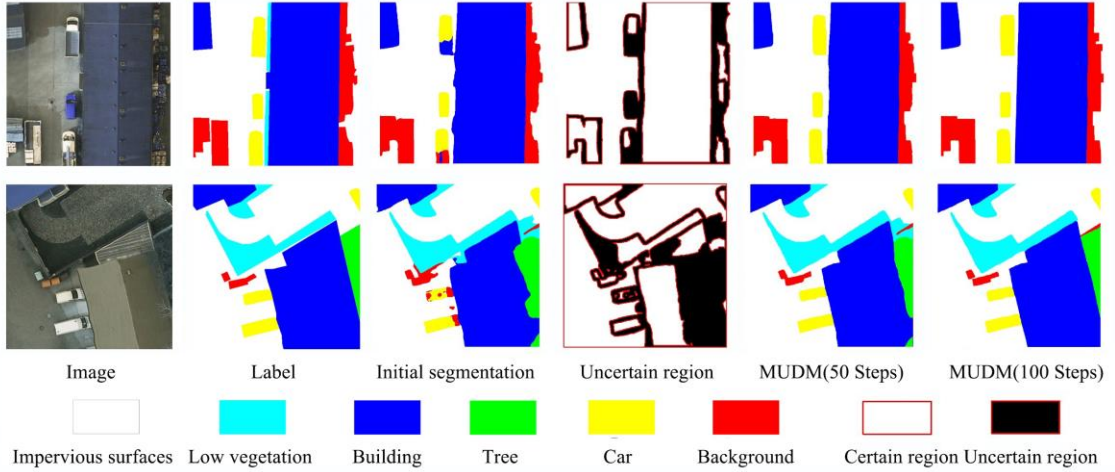 Image Label Initial segmentation Uncertain region MUDM(50 Steps) MUDM(100 Steps)
Impervious surfaces Low vegetation Building Tree Car Background Certain region Uncertain region